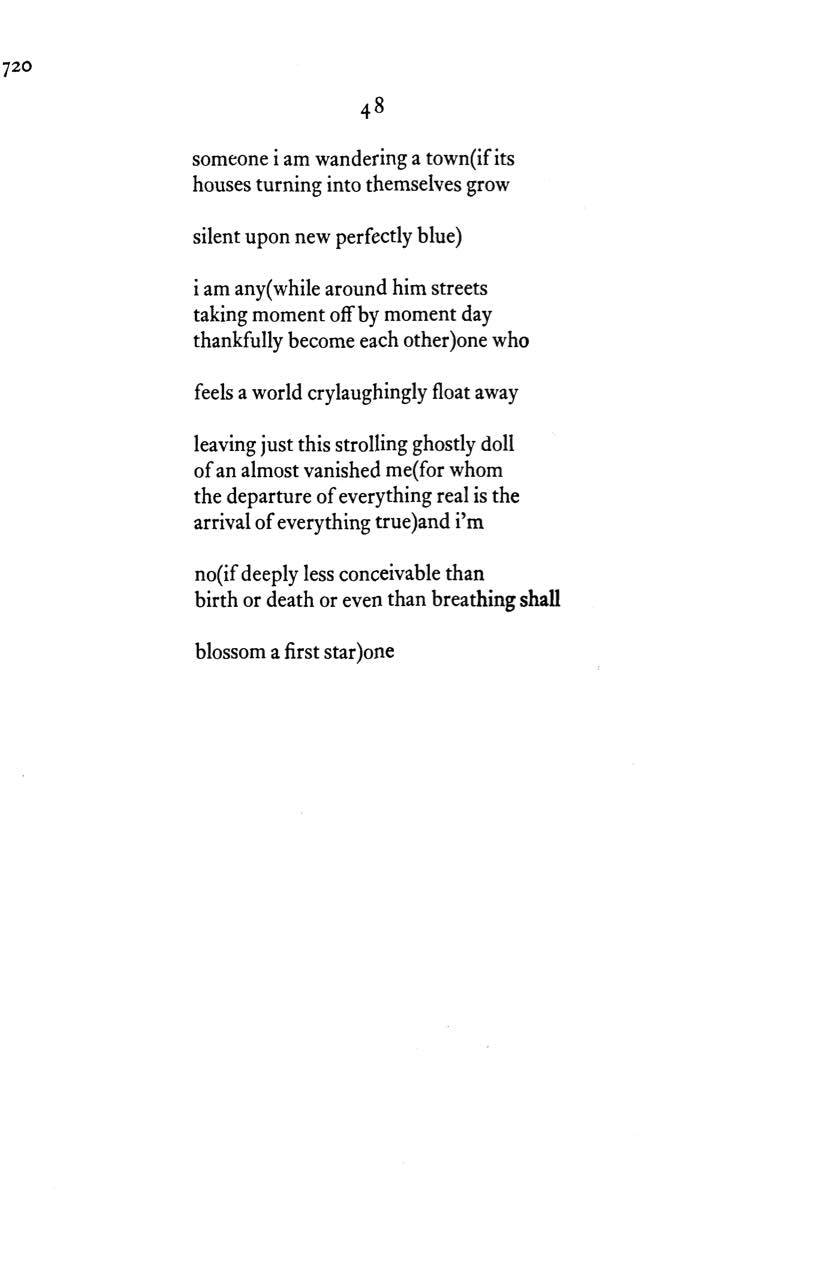 720
48
someone i am wandering a town(if its
houses turning into themselves grow
silent upon new perfectly blue)
i am any(while around him streets
taking moment off by moment day
thankfully become each other)one who
feels a world crylaughingly float away
leaving just this strolling ghostly doll
of an almost vanished me(for whom
the departure of everything real is the
arrival of everything true)and i’m
no(if deeply less conceivable than
birth or death or even than breathing shall
blossom a first star)one